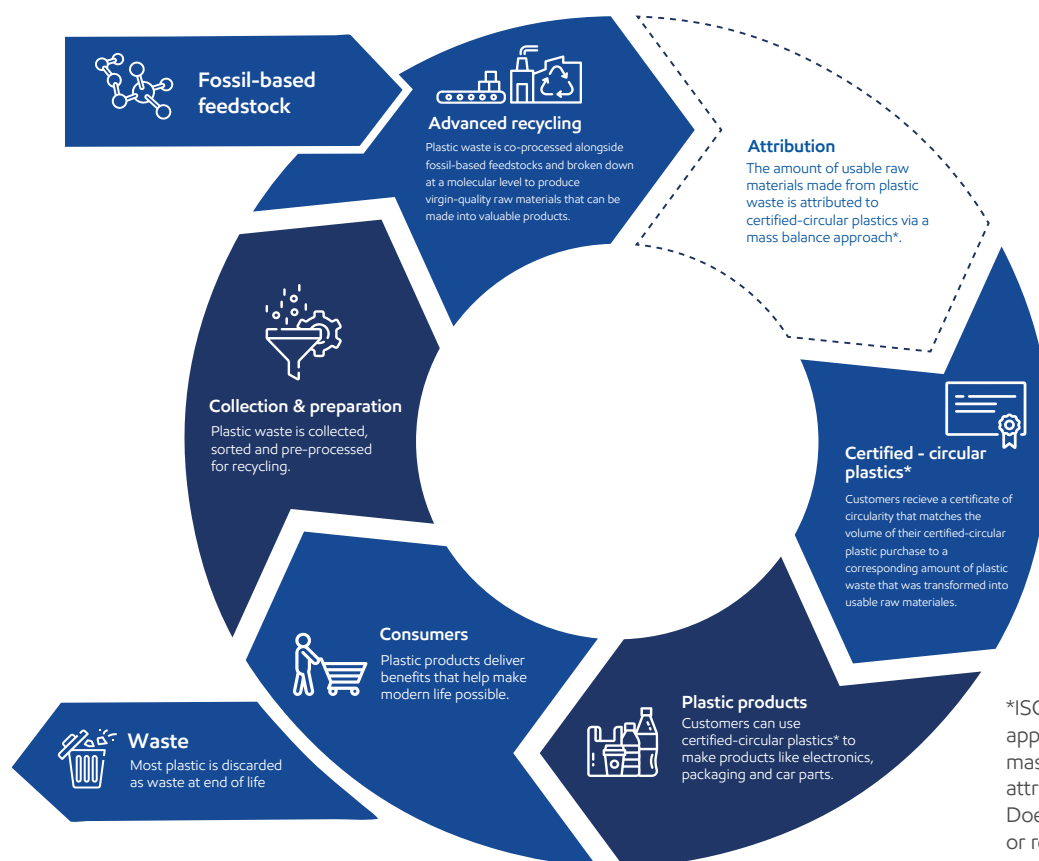 Fossil-based
feedstock
Advanced recycling
Plastic waste is co-processed alongside
fossil-based feedstocks and broken down
at a molecular level to produce
virgin-quality raw materials that can be
made into valuable products.
Attribution
The amount of usable raw
materials made from plastic
waste is attributed to
certified-circular plastics via a
mass balance approach*.
Certified - circular
plastics*
Customers recieve a certificate of
circularity that matches the
volume of their certified-circular
plastic purchase to a
corresponding amount of plastic
waste that was transformed into
usable raw materiales.
Plastic products
Customers can use
certified-circular plastics* to
make products like electronics,
packaging and car parts.
Consumers
Plastic products deliver
benefits that help make
modern life possible.
Waste
Most plastic is discarded
as waste at end of life
Collection & preparation
Plastic waste is collected,
sorted and pre-processed
for recycling.
or